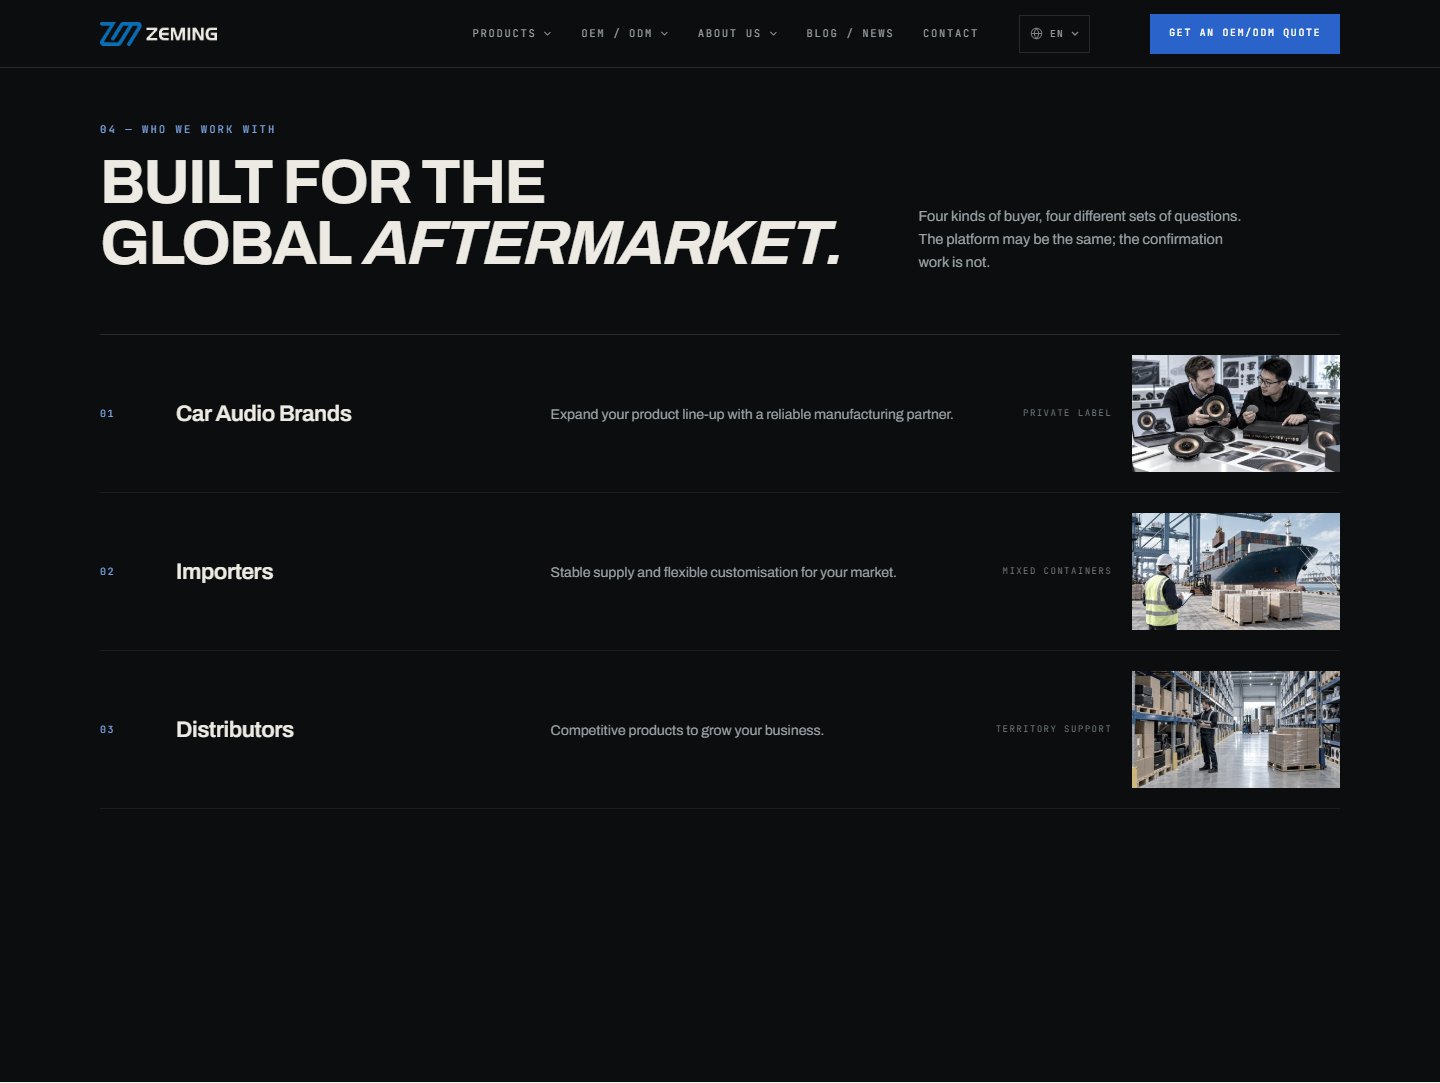 ZEMING
PRODUCTS
OEM / ODM
ABOUT US
BLOG / NEWS
CONTACT
EN
GET AN OEM/ODM QUOTE
04 — WHO WE WORK WITH
BUILT FOR THE
GLOBAL AFTERMARKET.
Four kinds of buyer, four different sets of questions.
The platform may be the same; the confirmation
work is not.
01
Car Audio Brands
Expand your product line-up with a reliable manufacturing partner.
PRIVATE LABEL
02
Importers
Stable supply and flexible customisation for your market.
MIXED CONTAINERS
03
Distributors
Competitive products to grow your business.
TERRITORY SUPPORT